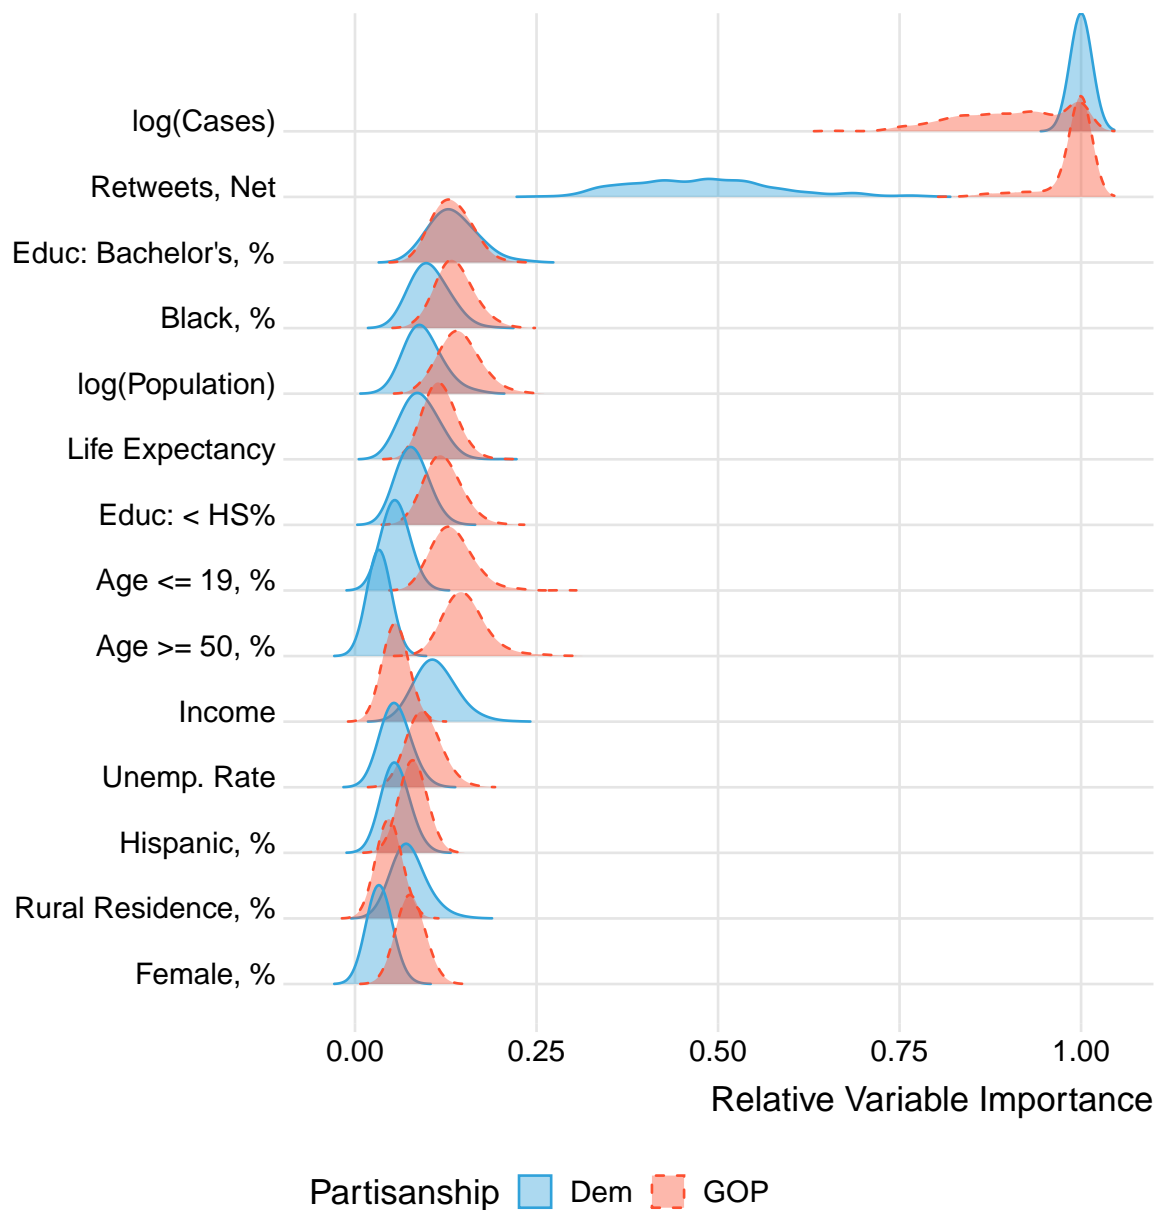 log(Cases)
Retweets, Net
Educ: Bachelor's, %
Black, %
log(Population)
Life Expectancy
Educ: < HS%
Age <= 19, %
Age >= 50, %
Income
Unemp. Rate
Hispanic, %
Rural Residence, %
Female, %
0.00 0.25 0.50 0.75 1.00
Relative Variable Importance
Partisanship Dem GOP